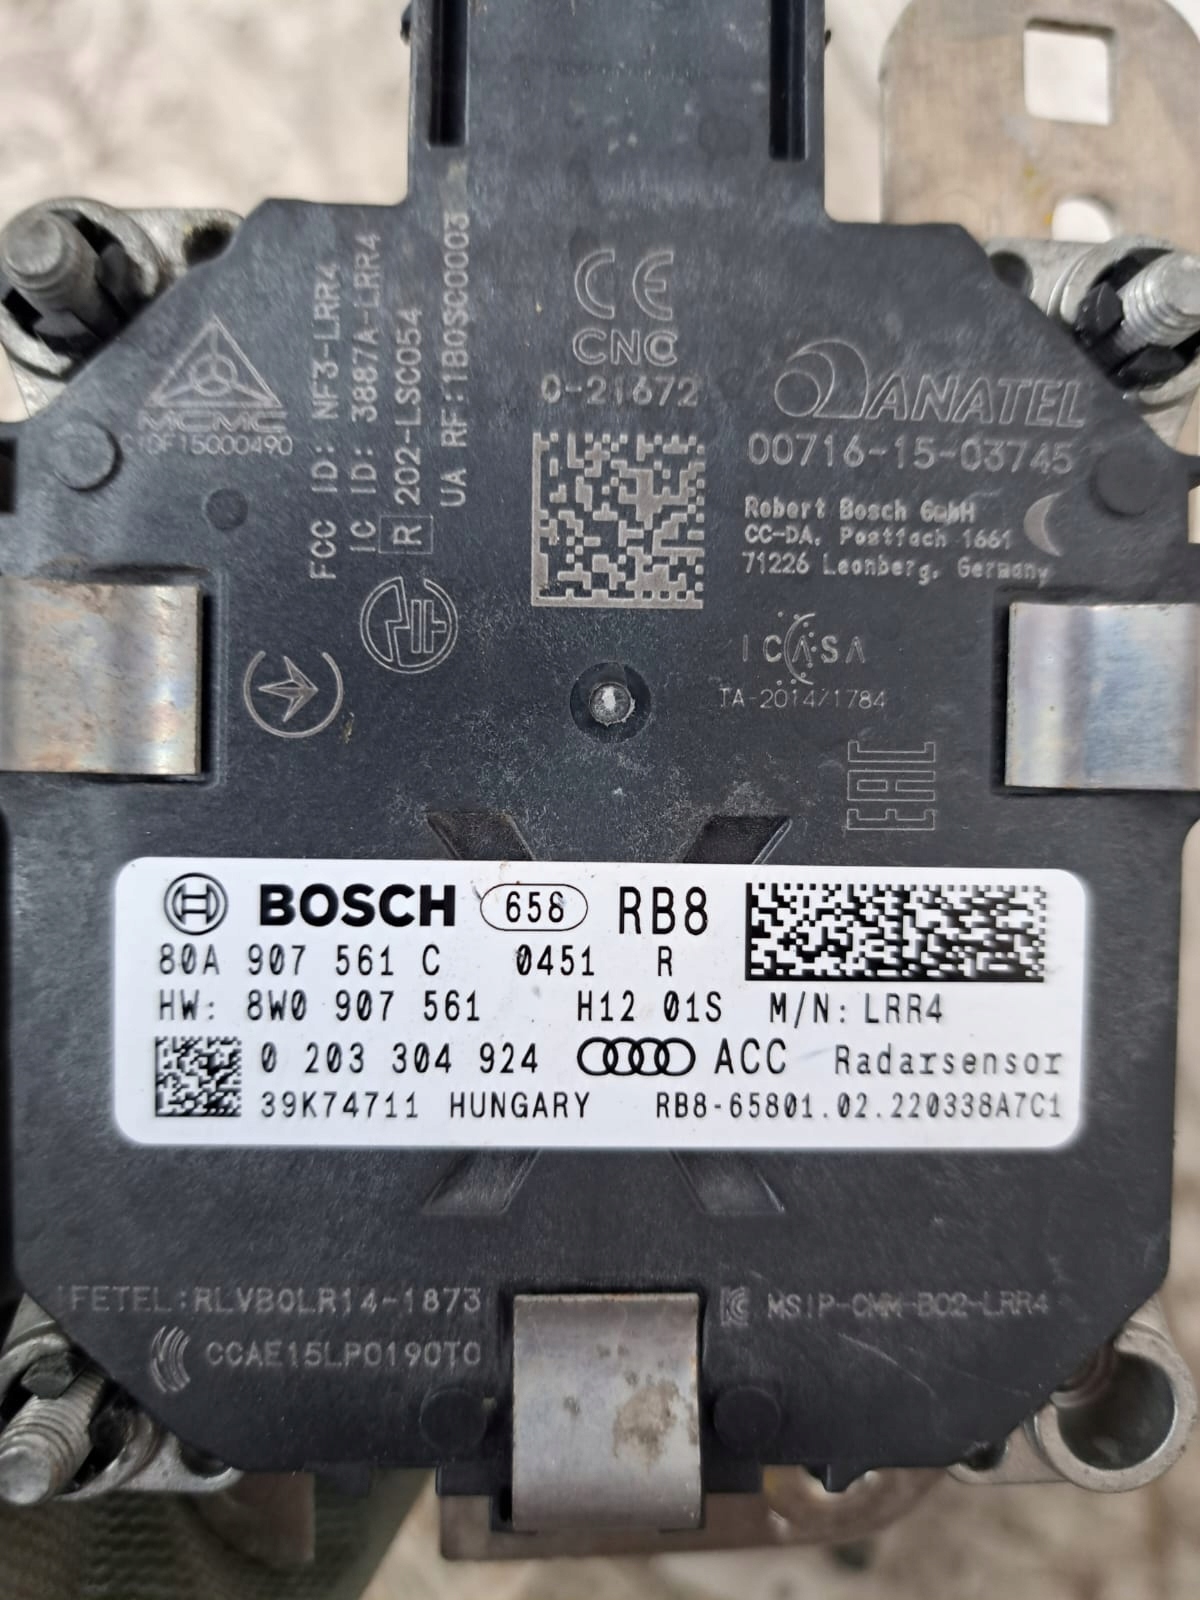 CE
CNC
C-21672
MCMC
CIDF15000490
FCC ID: NF3-LRR4
IC ID: 3887A-LRR4
R 202-LSC054
UA RF:1BOSC0003
ANATEL
00716-15-03745
Robert Bosch GmbH
CC-DA, Postfach 1661
71226 Leonberg, Germany
ICASA
TA-2014/1784
EAC
BOSCH 658 RB8
80A 907 561 C 0451 R
HW: 8W0 907 561 H12 01S M/N: LRR4
0 203 304 924 ACC Radarsensor
39K74711 HUNGARY RB8-65801.02.220338A7C1
IFETEL:RLVBOLR14-1873
MSIP-CMM-BO2-LRR4
CCAE15LP0190T0